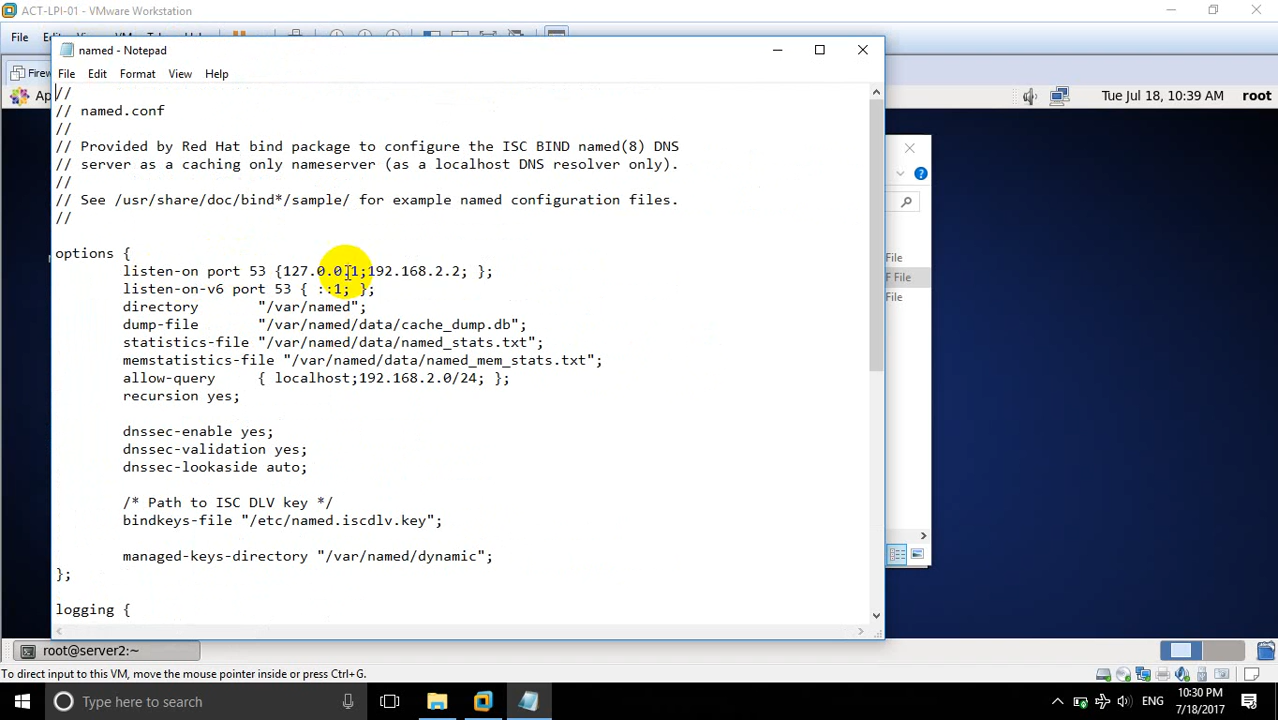 ACT-LPI-01 - VMware Workstation
File
named - Notepad
File Edit Format View Help
Firew
Ap
Tue Jul 18, 10:39 AM root
//
// named.conf
//
// Provided by Red Hat bind package to configure the ISC BIND named(8) DNS
// server as a caching only nameserver (as a localhost DNS resolver only).
//
// See /usr/share/doc/bind*/sample/ for example named configuration files.
//
options {
listen-on port 53 {127.0.0.1;192.168.2.2; };
listen-on-v6 port 53 { ::1; };
directory "/var/named";
dump-file "/var/named/data/cache_dump.db";
statistics-file "/var/named/data/named_stats.txt";
memstatistics-file "/var/named/data/named_mem_stats.txt";
allow-query { localhost;192.168.2.0/24; };
recursion yes;
dnssec-enable yes;
dnssec-validation yes;
dnssec-lookaside auto;
/* Path to ISC DLV key */
bindkeys-file "/etc/named.iscdlv.key";
managed-keys-directory "/var/named/dynamic";
};
logging {
File
F File
File
root@server2:~
To direct input to this VM, move the mouse pointer inside or press Ctrl+G.
Type here to search
ENG
10:30 PM
7/18/2017